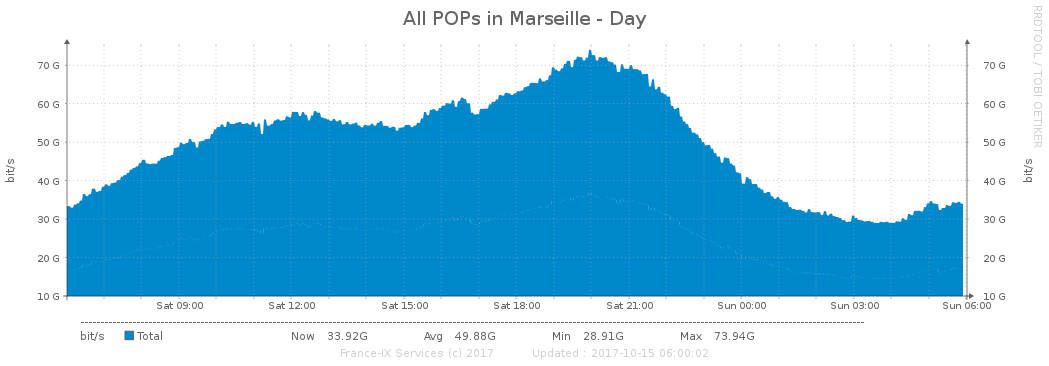 All POPs in Marseille - Day
RRDTOOL / TOBI OETIKER
70 G 70 G
60 G 60 G
50 G 50 G
40 G 40 G
30 G 30 G
20 G 20 G
10 G 10 G
bit/s bit/s
Sat 09:00 Sat 12:00 Sat 15:00 Sat 18:00 Sat 21:00 Sun 00:00 Sun 03:00 Sun 06:00
bit/s Total Now 33.92G Avg 49.88G Min 28.91G Max 73.94G
France-IX Services (c) 2017 Updated : 2017-10-15 06:00:02